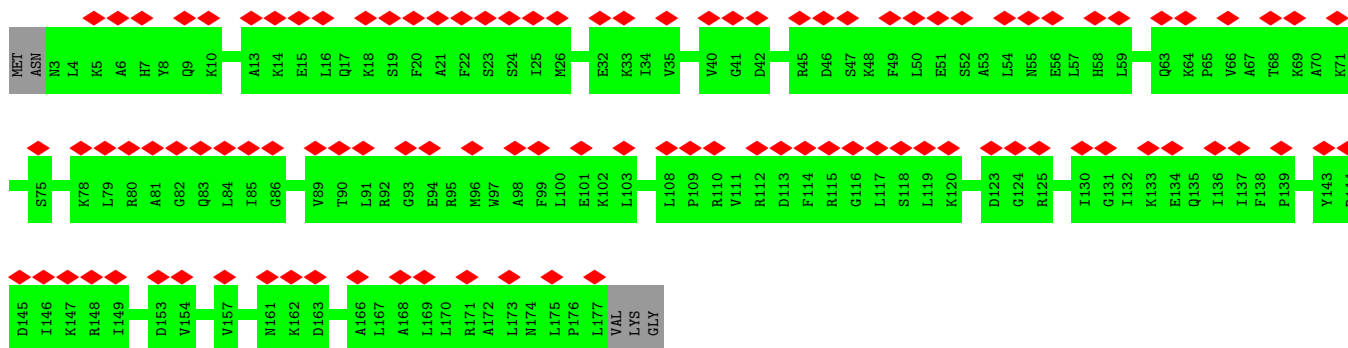 MET ASN N3 L4 K5 A6 H7 Y8 Q9 K10 A13 K14 E15 L16 Q17 K18 S19 F20 A21 F22 S23 S24 I25 M26 E32 K33 I34 V35 V40 G41 D42 R45 D46 S47 K48 F49 L50 E51 S52 A53 L54 N55 E56 L57 H58 L59 Q63 K64 P65 V66 A67 T68 K69 A70 K71
S75 K78 L79 R80 A81 G82 Q83 L84 I85 G86 V89 T90 L91 R92 G93 E94 R95 M96 W97 A98 F99 L100 E101 K102 L103 L108 P109 R110 V111 R112 D113 F114 R115 G116 L117 S118 L119 K120 D123 G124 R125 I130 G131 I132 K133 E134 Q135 I136 I137 F138 P139 Y143
D145 I146 K147 R148 I149 D153 V154 V157 N161 K162 D163 A166 L167 A168 L169 L170 R171 A172 L173 N174 L175 P176 L177 VAL LYS GLY